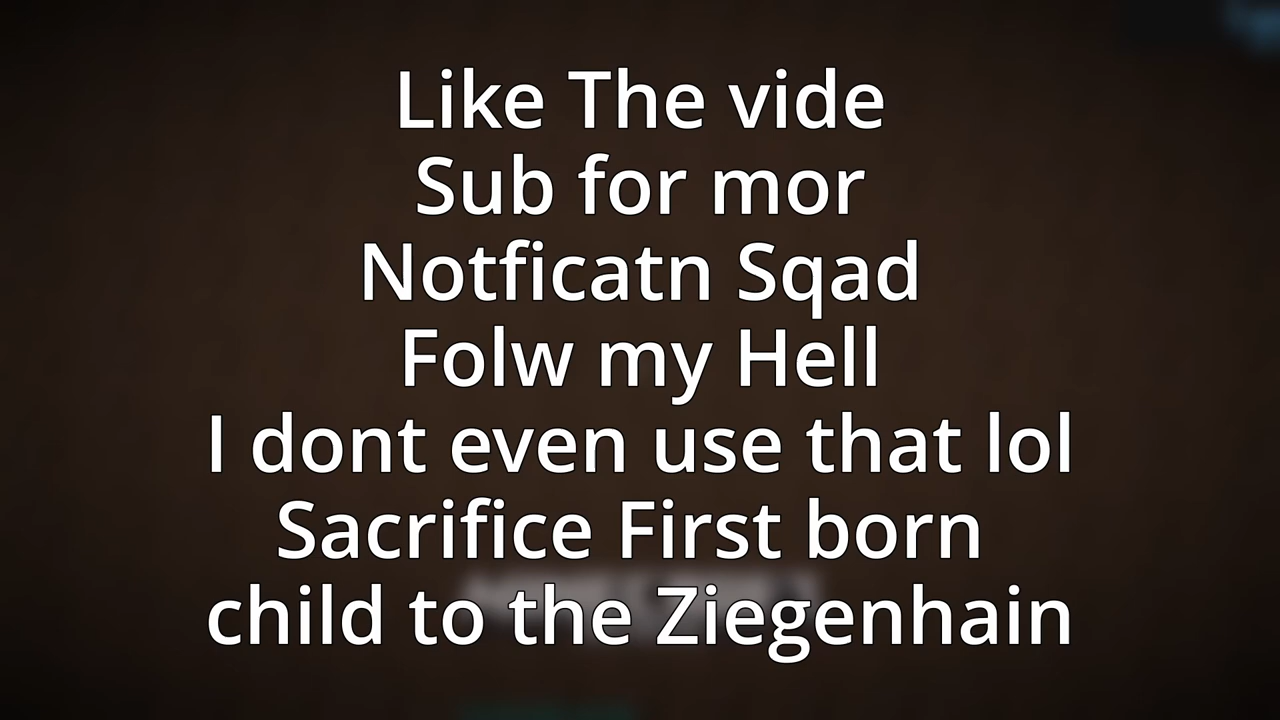 Like The vide
Sub for mor
Notficatn Sqad
Folw my Hell
I dont even use that lol
Sacrifice First born
child to the Ziegenhain